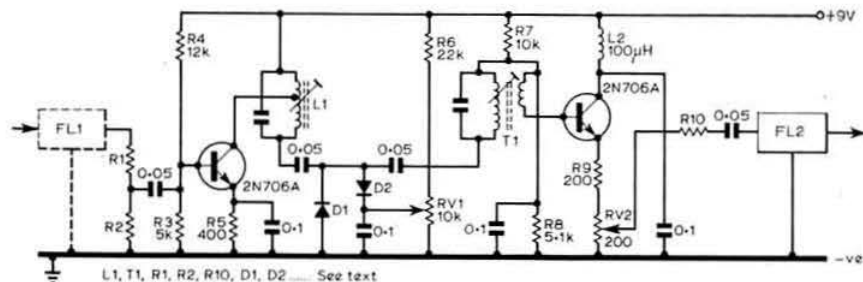 +9V
R4
12k
R6
22k
R7
10k
L2
100μH
2N706A
L1
T1
R10
0·05
FL1
FL2
R1
0·05
0·05
0·05
2N706A
D2
R9
200
R2
R3
5k
R5
400
0·1
D1
0·1
RV1
10k
0·1
R8
5·1k
RV2
200
0·1
-ve
L1, T1, R1, R2, R10, D1, D2 ...... See text